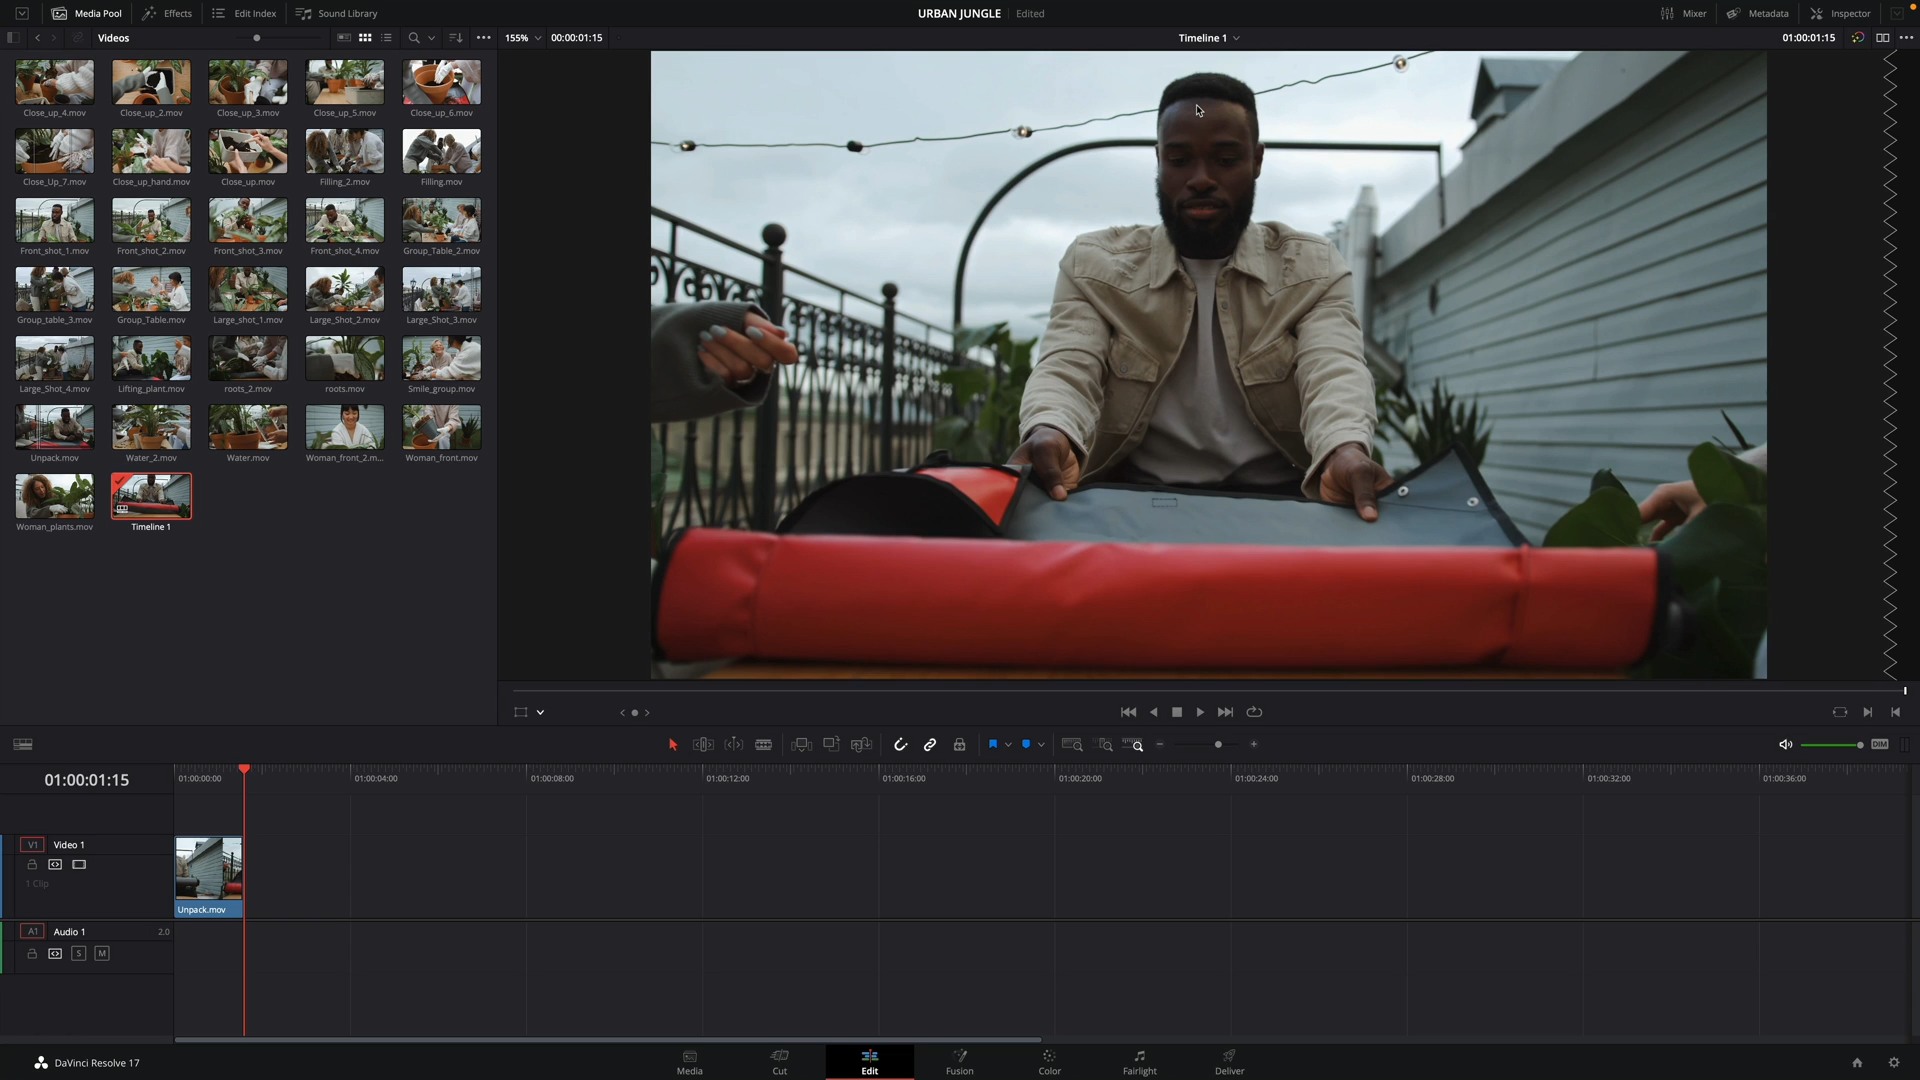 Media Pool Effects Edit Index Sound Library URBAN JUNGLE Edited Mixer Metadata Inspector
Videos 155% 00:00:01:15 Timeline 1 01:00:01:15
Close_up_4.mov Close_up_2.mov Close_up_3.mov Close_up_5.mov Close_up_6.mov
Close_Up_7.mov Close_up_hand.mov Close_up.mov Filling_2.mov Filling.mov
Front_shot_1.mov Front_shot_2.mov Front_shot_3.mov Front_shot_4.mov Group_Table_2.mov
Group_table_3.mov Group_Table.mov Large_shot_1.mov Large_Shot_2.mov Large_Shot_3.mov
Large_Shot_4.mov Lifting_plant.mov roots_2.mov roots.mov Smile_group.mov
Unpack.mov Water_2.mov Water.mov Woman_front_2.m... Woman_front.mov
Woman_plants.mov Timeline 1
DIM
01:00:01:15 01:00:00:00 01:00:04:00 01:00:08:00 01:00:12:00 01:00:16:00 01:00:20:00 01:00:24:00 01:00:28:00 01:00:32:00 01:00:36:00
V1 Video 1
1 Clip
Unpack.mov
A1 Audio 1 2.0
S M
DaVinci Resolve 17 Media Cut Edit Fusion Color Fairlight Deliver